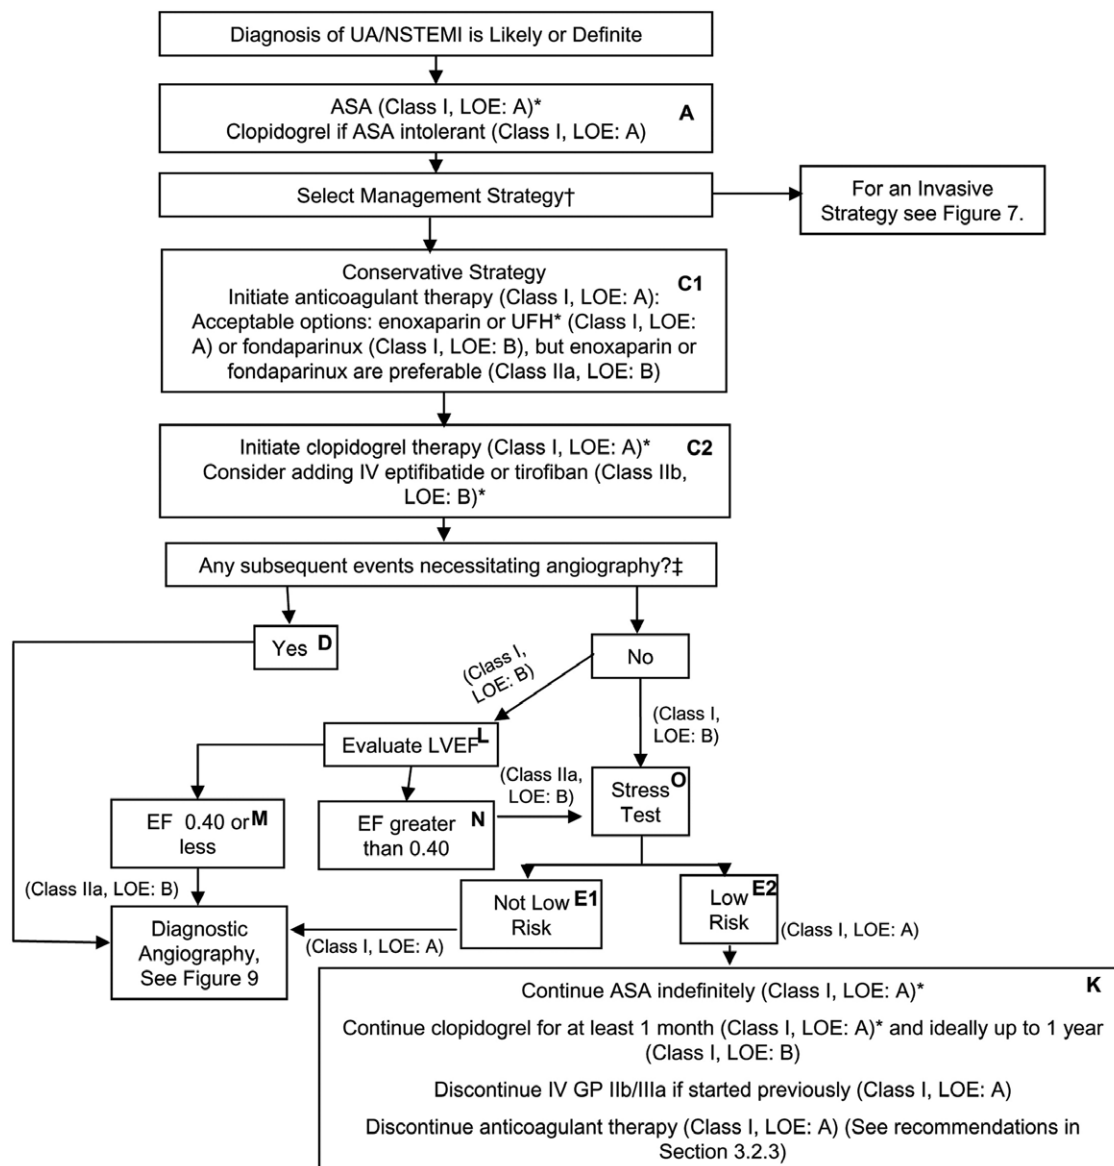 Diagnosis of UA/NSTEMI is Likely or Definite
ASA (Class I, LOE: A)*
A
Clopidogrel if ASA intolerant (Class I, LOE: A)
Select Management Strategy†
For an Invasive
Strategy see Figure 7.
Conservative Strategy
C1
Initiate anticoagulant therapy (Class I, LOE: A):
Acceptable options: enoxaparin or UFH* (Class I, LOE:
A) or fondaparinux (Class I, LOE: B), but enoxaparin or
fondaparinux are preferable (Class IIa, LOE: B)
Initiate clopidogrel therapy (Class I, LOE: A)*
C2
Consider adding IV eptifibatide or tirofiban (Class IIb,
LOE: B)*
Any subsequent events necessitating angiography?‡
Yes
D
No
(Class I,
LOE: B)
(Class I,
LOE: B)
Evaluate LVEF
L
(Class IIa,
LOE: B)
Stress
Test
O
EF 0.40 or
less
M
EF greater
than 0.40
N
(Class IIa, LOE: B)
Not Low
Risk
E1
Low
Risk
E2
(Class I, LOE: A)
(Class I, LOE: A)
Diagnostic
Angiography,
See Figure 9
Continue ASA indefinitely (Class I, LOE: A)*
K
Continue clopidogrel for at least 1 month (Class I, LOE: A)* and ideally up to 1 year
(Class I, LOE: B)
Discontinue IV GP IIb/IIIa if started previously (Class I, LOE: A)
Discontinue anticoagulant therapy (Class I, LOE: A) (See recommendations in
Section 3.2.3)